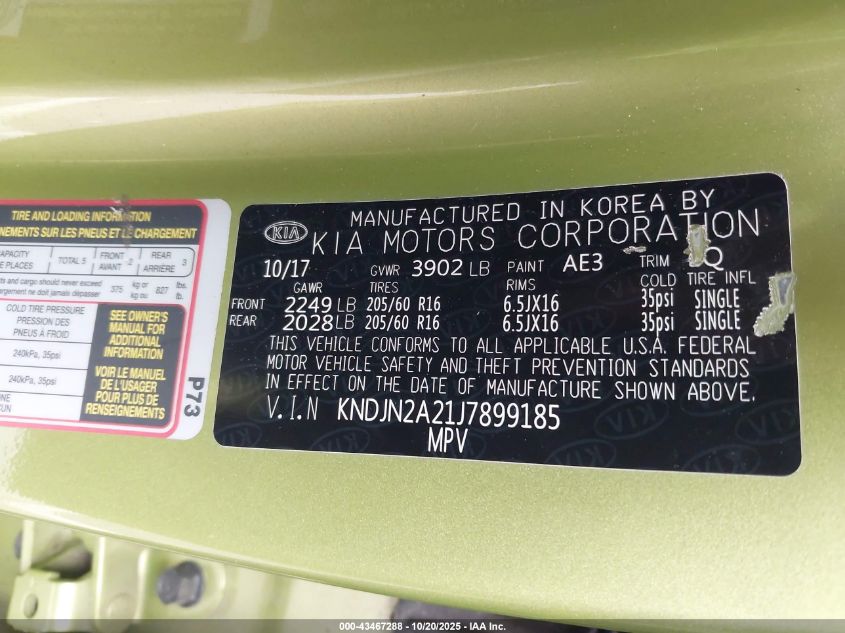 TIRE AND LOADING INFORMATION
NEMENTS SUR LES PNEUS ET LE CHARGEMENT
CAPACITY
PLACES
TOTAL 5
FRONT
AVANT 2
REAR
ARRIÈRE 3
ts and cargo should never exceed
rgement ne doit jamais dépasser
375 kg or kg ou
827 lbs. lb.
COLD TIRE PRESSURE
PRESSION DES
PNEUS À FROID
240kPa, 35psi
240kPa, 35psi
SEE OWNER'S
MANUAL FOR
ADDITIONAL
INFORMATION
VOIR LE MANUEL
DE L'USAGER
POUR PLUS DE
RENSEIGNEMENTS
P73
KIA
MANUFACTURED IN KOREA BY
KIA MOTORS CORPORATION
10/17 GVWR 3902 LB PAINT AE3 TRIM Q
GAWR TIRES RIMS COLD TIRE INFL
FRONT 2249 LB 205/60 R16 6.5JX16 35psi SINGLE
REAR 2028 LB 205/60 R16 6.5JX16 35psi SINGLE
THIS VEHICLE CONFORMS TO ALL APPLICABLE U.S.A. FEDERAL
MOTOR VEHICLE SAFETY AND THEFT PREVENTION STANDARDS
IN EFFECT ON THE DATE OF MANUFACTURE SHOWN ABOVE.
V.I.N KNDJN2A21J7899185
MPV
000-43467288 - 10/20/2025 - IAA Inc.